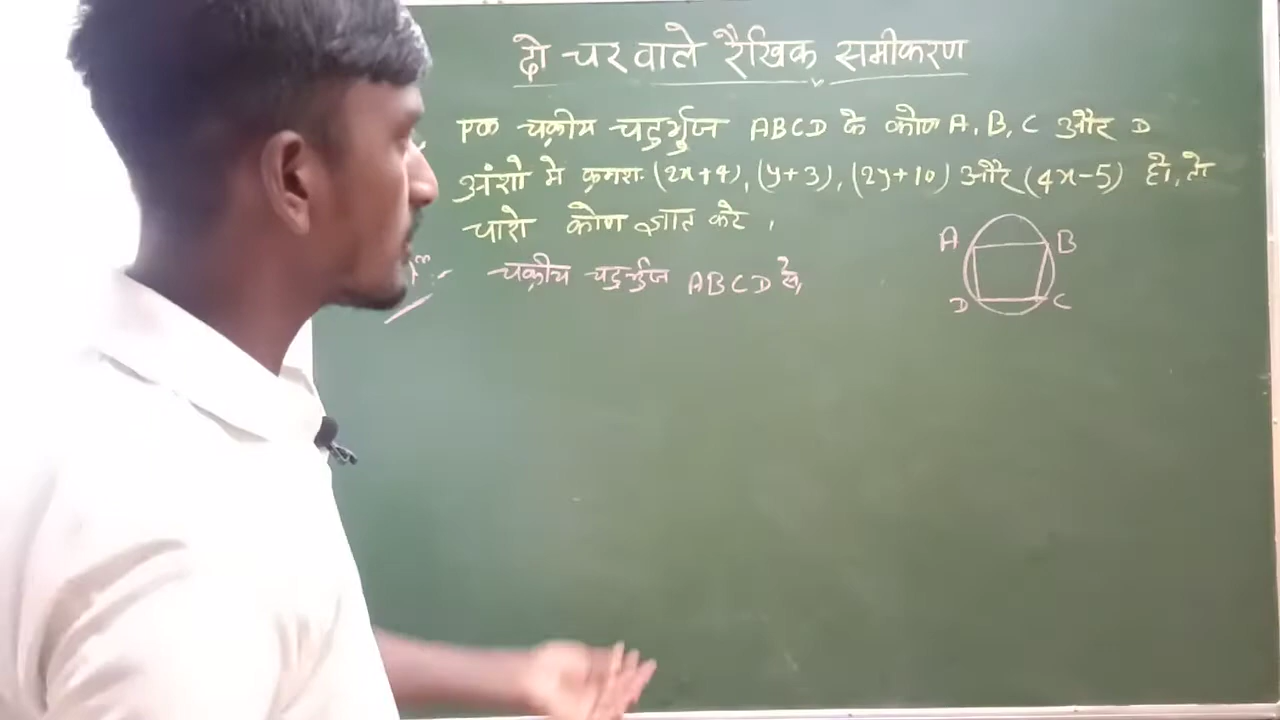 दो चर वाले रैखिक समीकरण
एक चक्रीय चतुर्भुज ABCD के कोण A, B, C और D
अंशो मे क्रमशः (2x+4), (y+3), (2y+10) और (4x-5) हो, तो
चारो कोण ज्ञात करे ।
A B
चक्रीय चतुर्भुज ABCD से,
D C